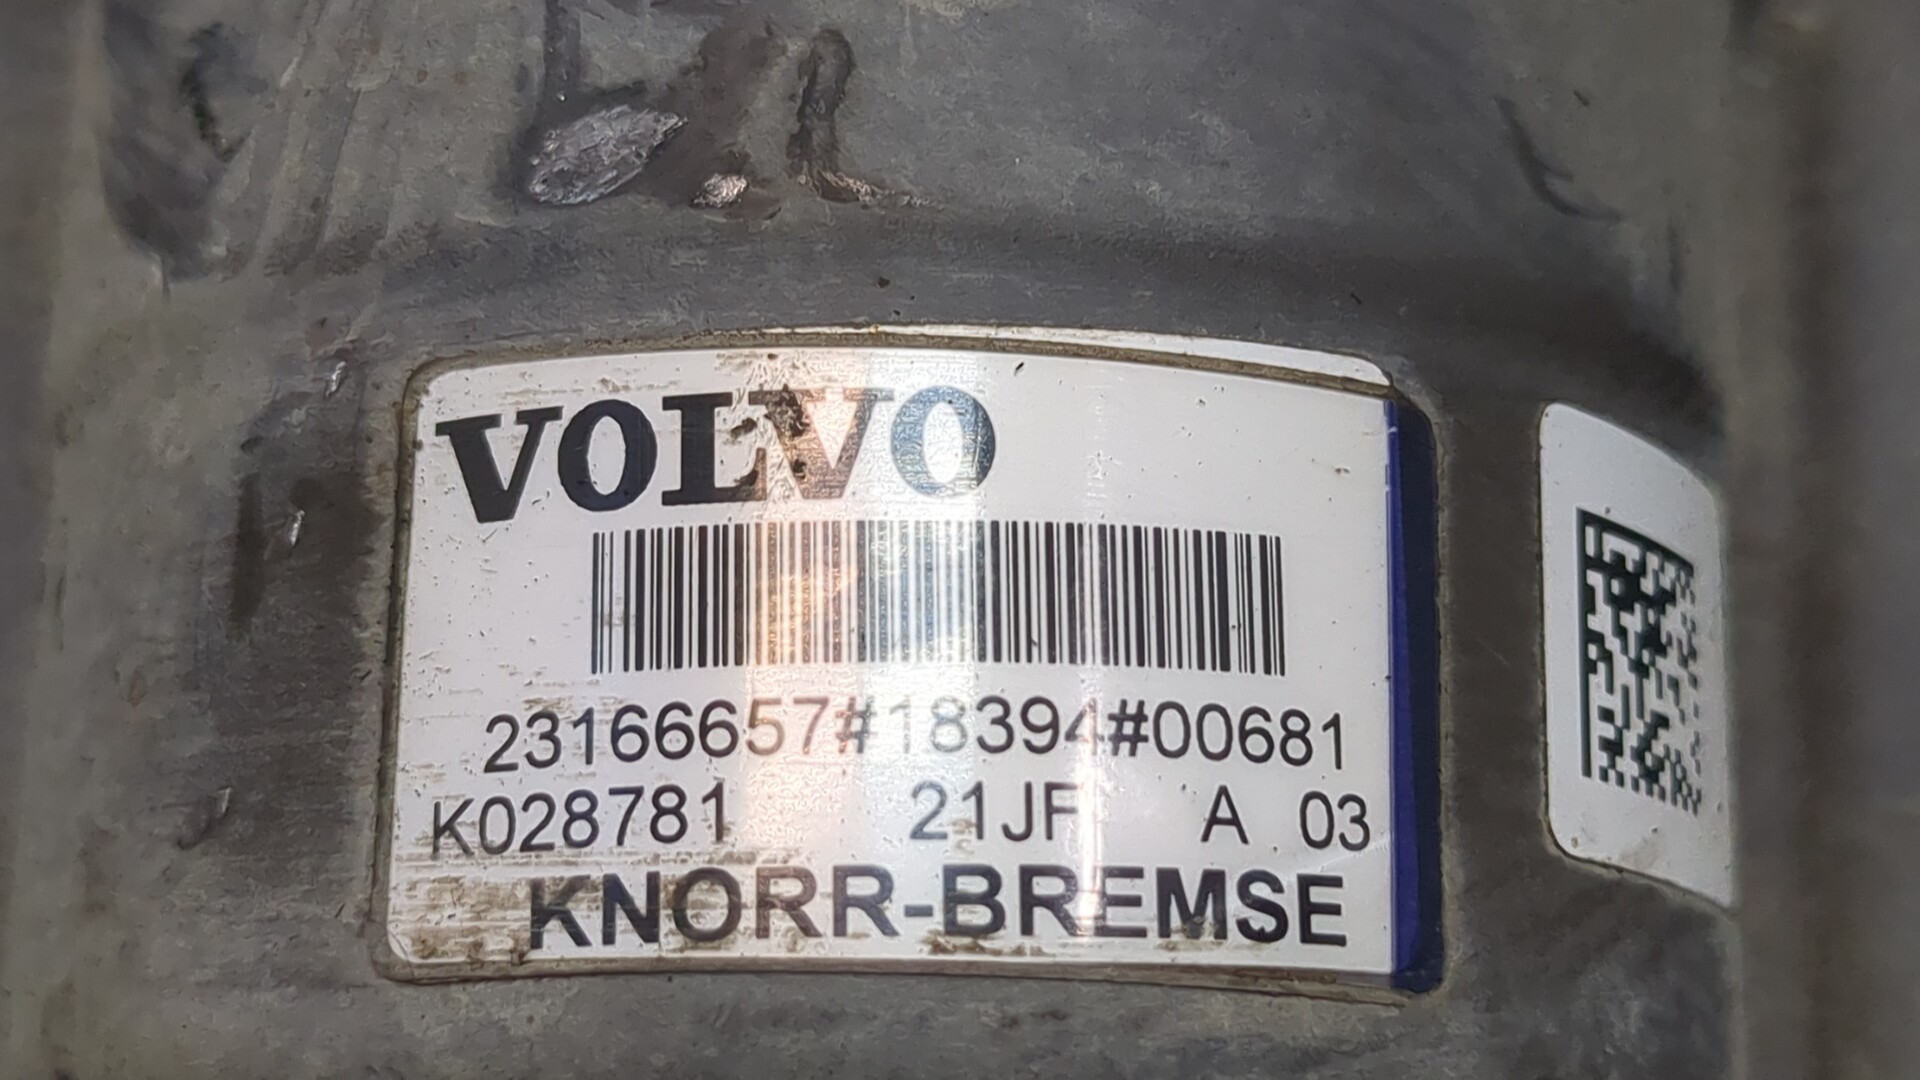 VOLVO
23166657#18394#00681
K028781 21JF A 03
KNORR-BREMSE